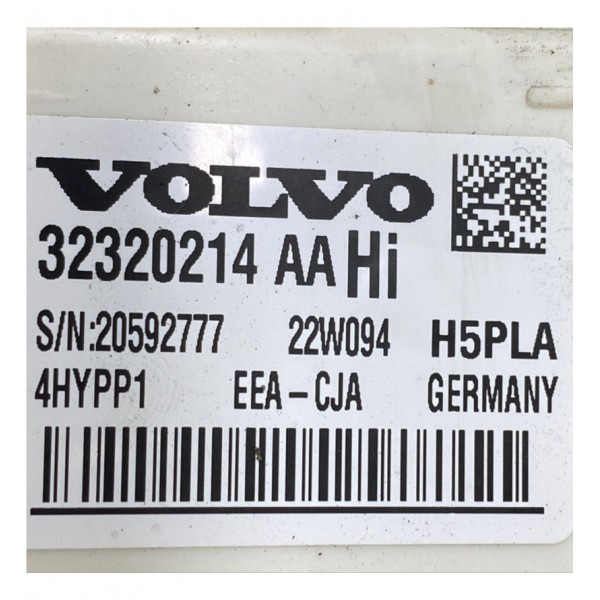 VOLVO
32320214 AA Hi
S/N:20592777 22W094 H5PLA
4HYPP1 EEA-CJA GERMANY